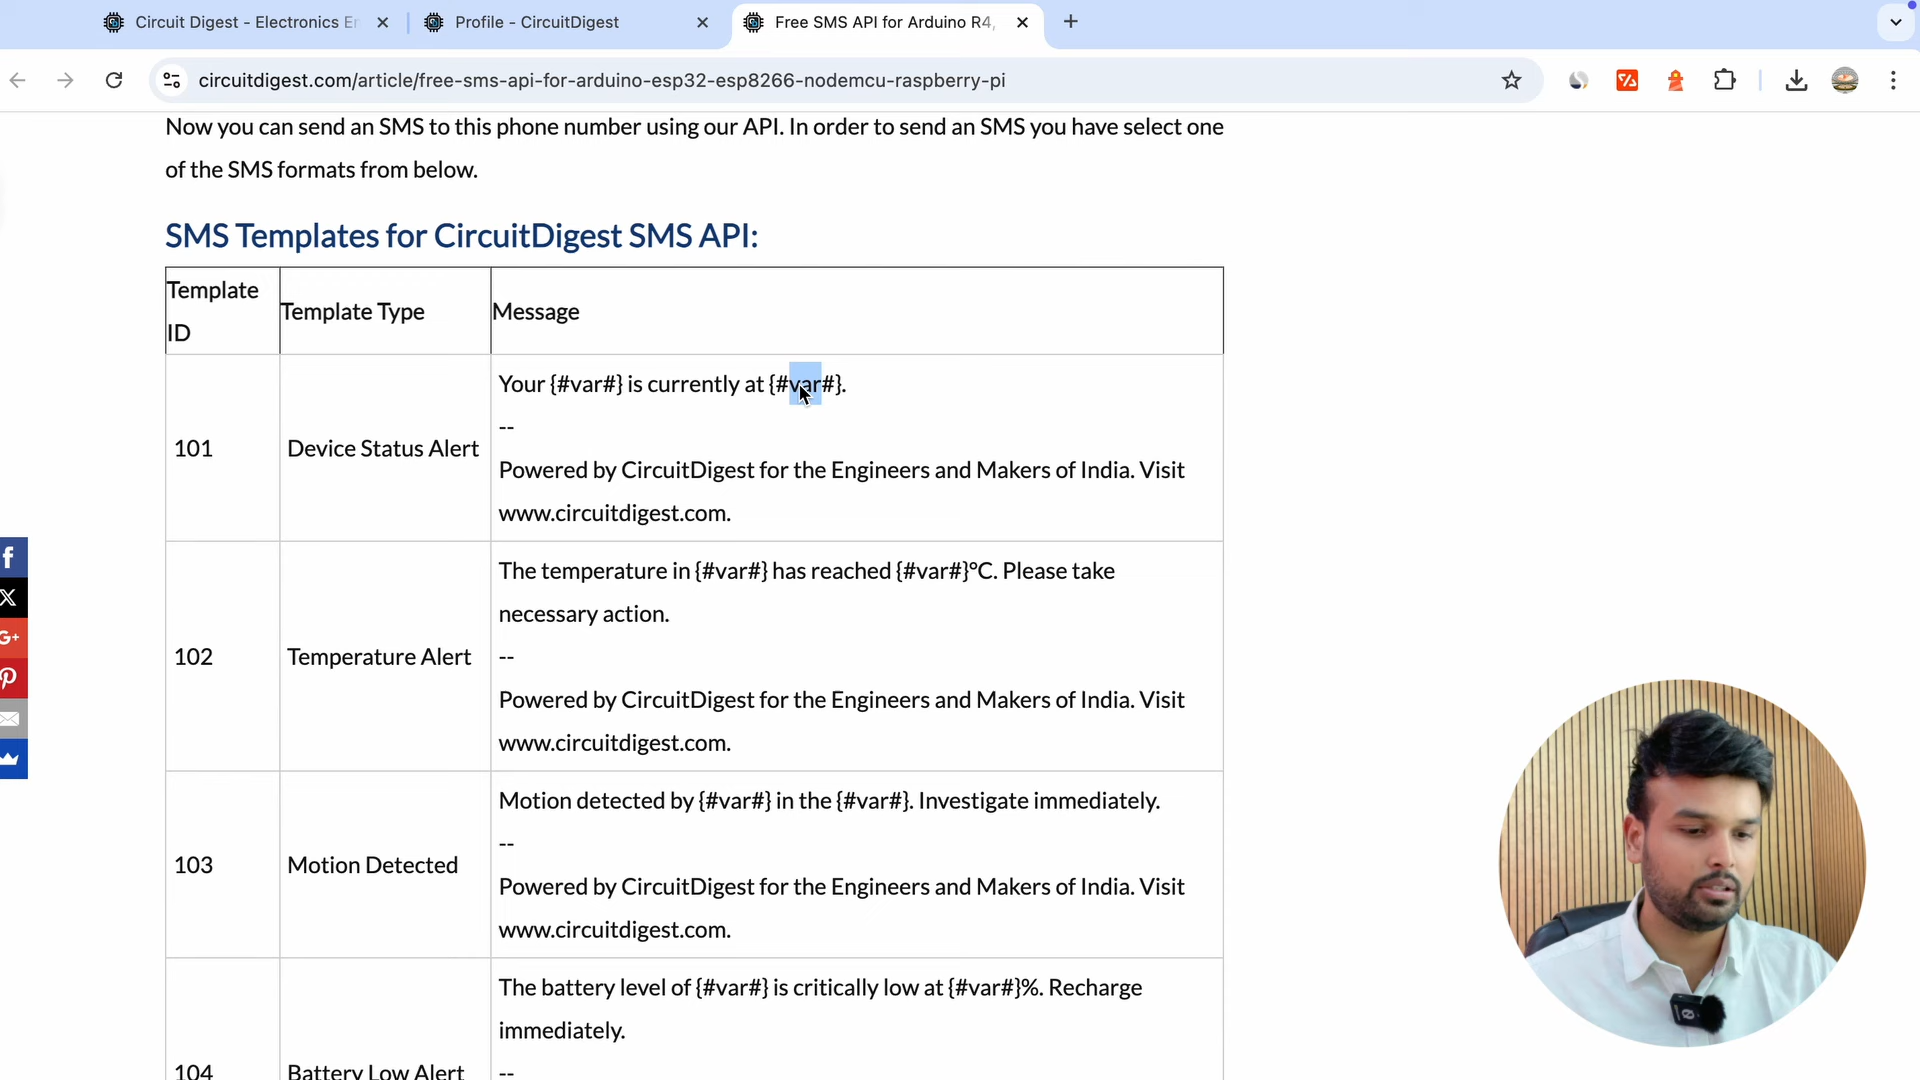 Circuit Digest - Electronics En
Profile - CircuitDigest
Free SMS API for Arduino R4,
circuitdigest.com/article/free-sms-api-for-arduino-esp32-esp8266-nodemcu-raspberry-pi
Now you can send an SMS to this phone number using our API. In order to send an SMS you have select one
of the SMS formats from below.
SMS Templates for CircuitDigest SMS API:
Template
ID
Template Type
Message
101
Device Status Alert
Your {#var#} is currently at {#var#}.
--
Powered by CircuitDigest for the Engineers and Makers of India. Visit
www.circuitdigest.com.
102
Temperature Alert
The temperature in {#var#} has reached {#var#}°C. Please take
necessary action.
--
Powered by CircuitDigest for the Engineers and Makers of India. Visit
www.circuitdigest.com.
103
Motion Detected
Motion detected by {#var#} in the {#var#}. Investigate immediately.
--
Powered by CircuitDigest for the Engineers and Makers of India. Visit
www.circuitdigest.com.
104
Battery Low Alert
The battery level of {#var#} is critically low at {#var#}%. Recharge
immediately.
--
G+